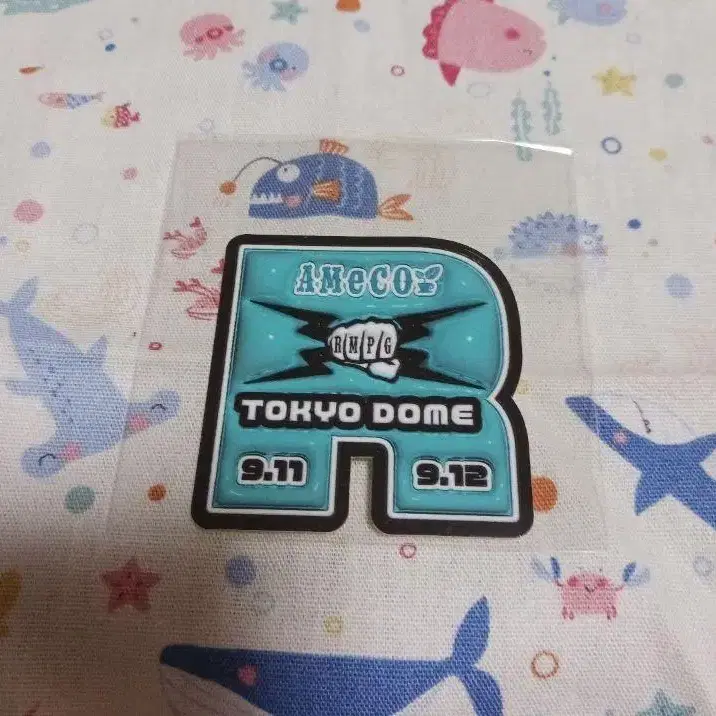 AMeCO
RMPG
TOKYO DOME
9.11 9.12